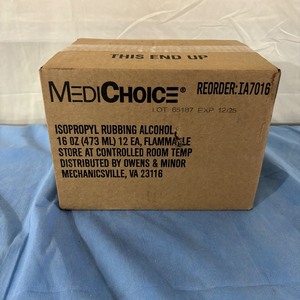 THIS END UP
MEDICHOICE®
REORDER:IA7016
LOT 65187 EXP 12/25
ISOPROPYL RUBBING ALCOHOL,
16 OZ (473 ML) 12 EA, FLAMMABLE
STORE AT CONTROLLED ROOM TEMP
DISTRIBUTED BY OWENS & MINOR
MECHANICSVILLE, VA 23116